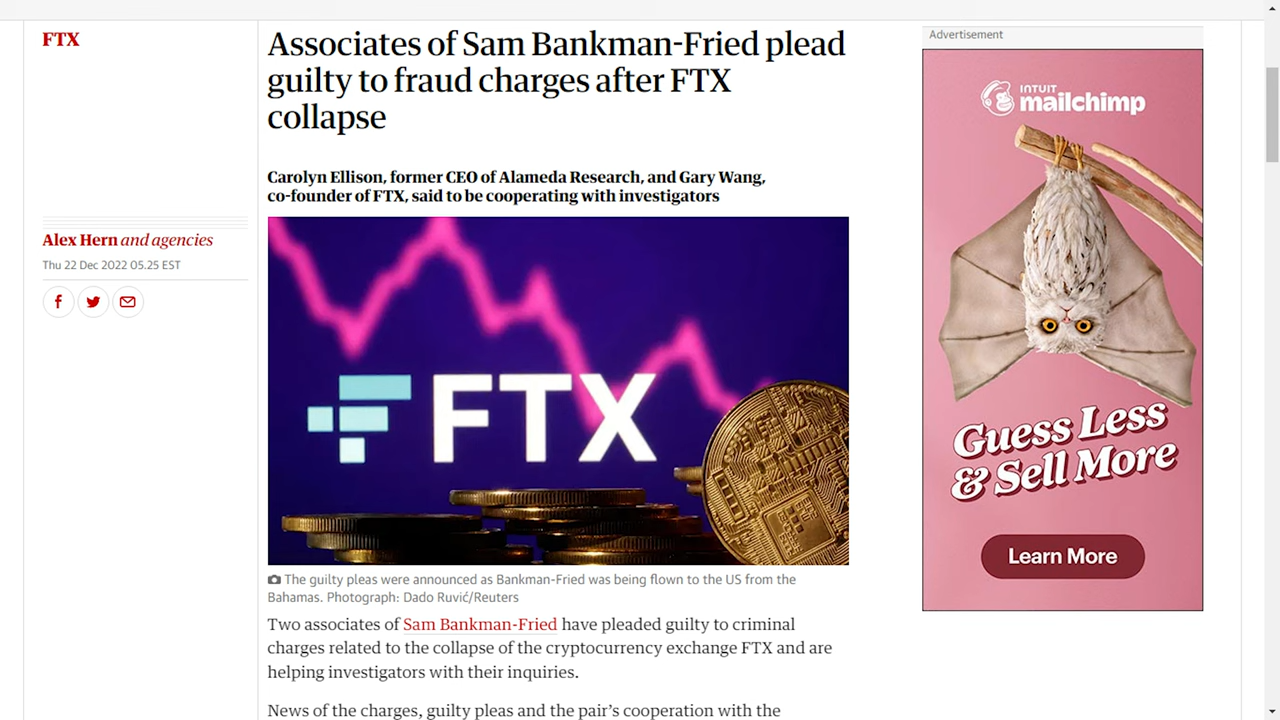 FTX
Associates of Sam Bankman-Fried plead
guilty to fraud charges after FTX
collapse
Carolyn Ellison, former CEO of Alameda Research, and Gary Wang,
co-founder of FTX, said to be cooperating with investigators
Alex Hern and agencies
Thu 22 Dec 2022 05.25 EST
FTX
The guilty pleas were announced as Bankman-Fried was being flown to the US from the
Bahamas. Photograph: Dado Ruvić/Reuters
Two associates of Sam Bankman-Fried have pleaded guilty to criminal
charges related to the collapse of the cryptocurrency exchange FTX and are
helping investigators with their inquiries.
News of the charges, guilty pleas and the pair's cooperation with the
Advertisement
INTUIT
mailchimp
Guess Less
& Sell More
Learn More